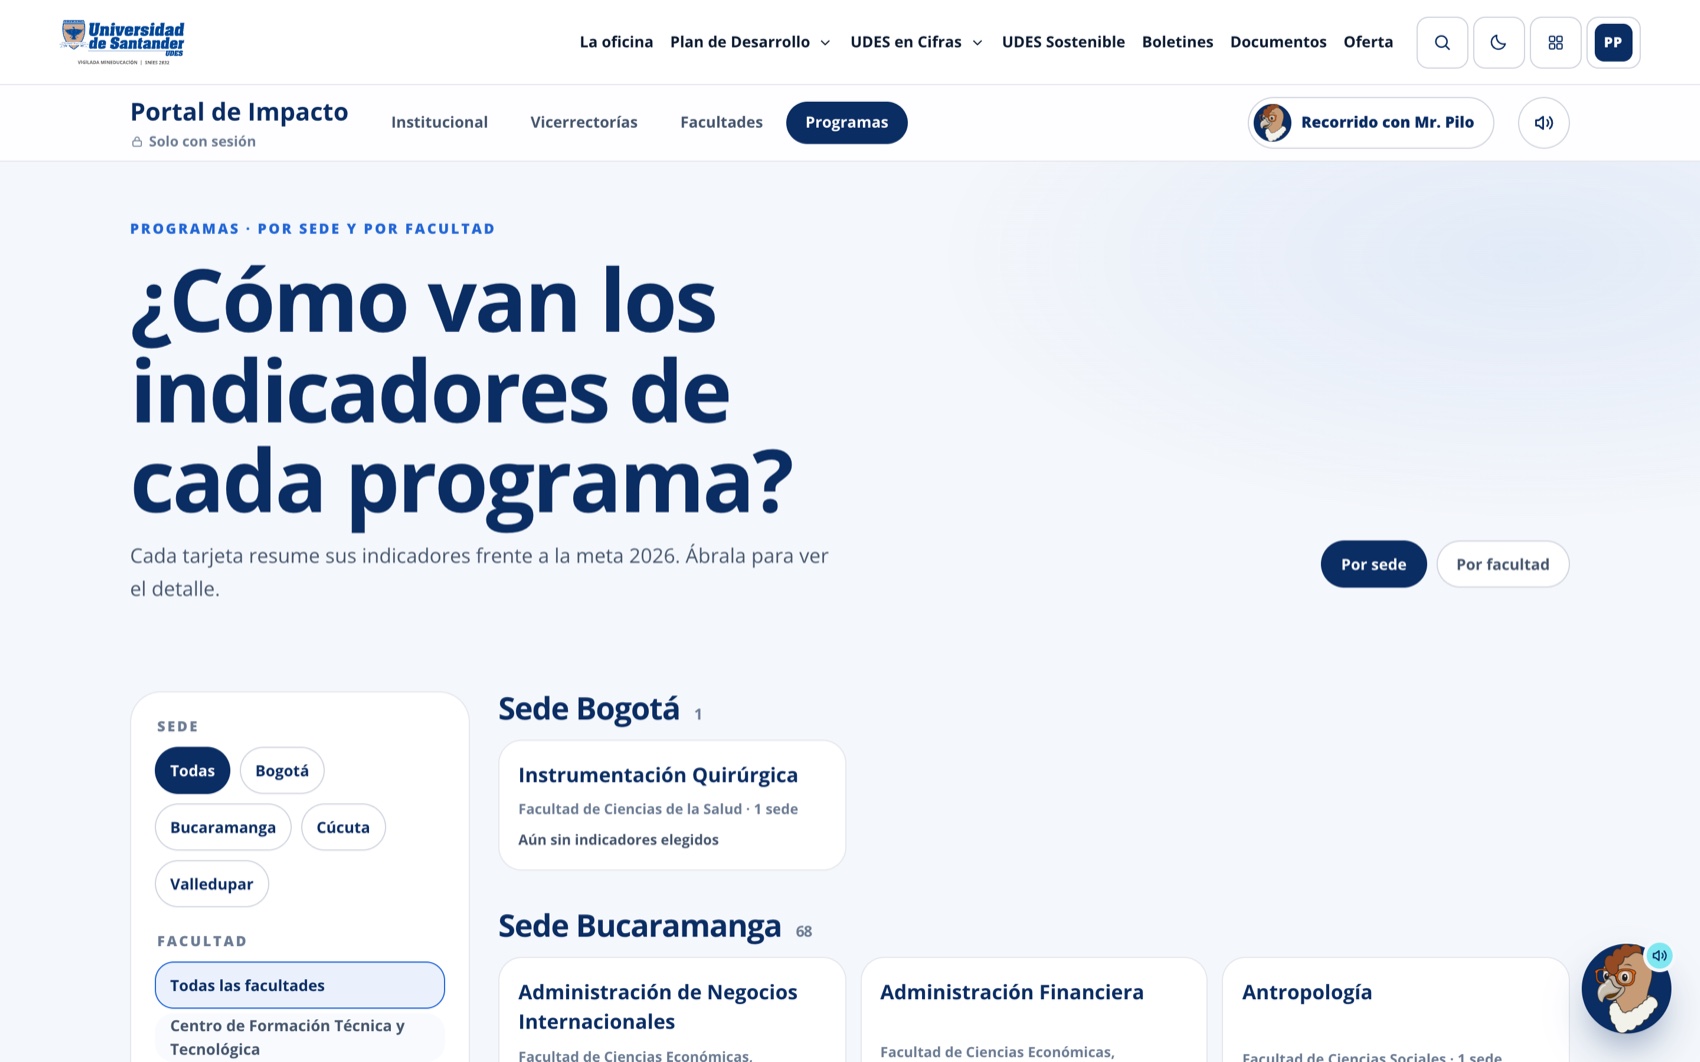 Universidad
de Santander
UDES
VIGILADA MINEDUCACIÓN | SNIES 2832
La oficina
Plan de Desarrollo
UDES en Cifras
UDES Sostenible
Boletines
Documentos
Oferta
PP
Portal de Impacto
Solo con sesión
Institucional
Vicerrectorías
Facultades
Programas
Recorrido con Mr. Pilo
PROGRAMAS · POR SEDE Y POR FACULTAD
¿Cómo van los
indicadores de
cada programa?
Cada tarjeta resume sus indicadores frente a la meta 2026. Ábrala para ver
el detalle.
Por sede
Por facultad
SEDE
Todas
Bogotá
Bucaramanga
Cúcuta
Valledupar
FACULTAD
Todas las facultades
Centro de Formación Técnica y
Tecnológica
Sede Bogotá 1
Instrumentación Quirúrgica
Facultad de Ciencias de la Salud · 1 sede
Aún sin indicadores elegidos
Sede Bucaramanga 68
Administración de Negocios
Internacionales
Facultad de Ciencias Económicas,
Administración Financiera
Facultad de Ciencias Económicas,
Antropología
Facultad de Ciencias Sociales · 1 sede